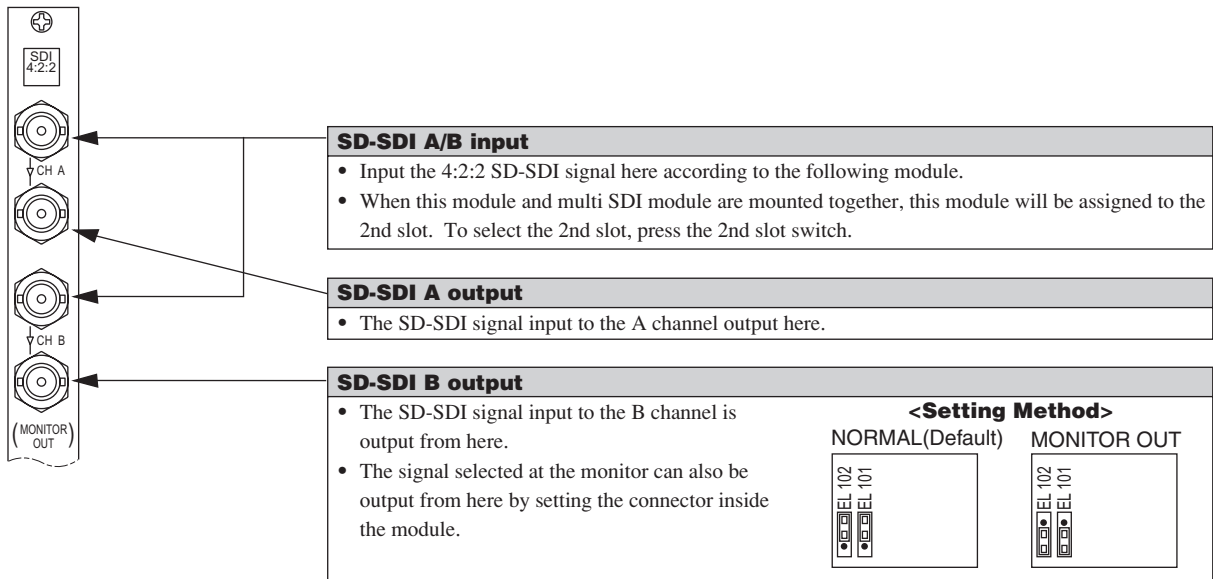 SDI
4:2:2
CH A
CH B
(MONITOR
OUT)
SD-SDI A/B input
• Input the 4:2:2 SD-SDI signal here according to the following module.
• When this module and multi SDI module are mounted together, this module will be assigned to the
2nd slot. To select the 2nd slot, press the 2nd slot switch.
SD-SDI A output
• The SD-SDI signal input to the A channel output here.
SD-SDI B output
• The SD-SDI signal input to the B channel is
output from here.
• The signal selected at the monitor can also be
output from here by setting the connector inside
the module.
<Setting Method>
NORMAL(Default)
EL 102
EL 101
MONITOR OUT
EL 102
EL 101